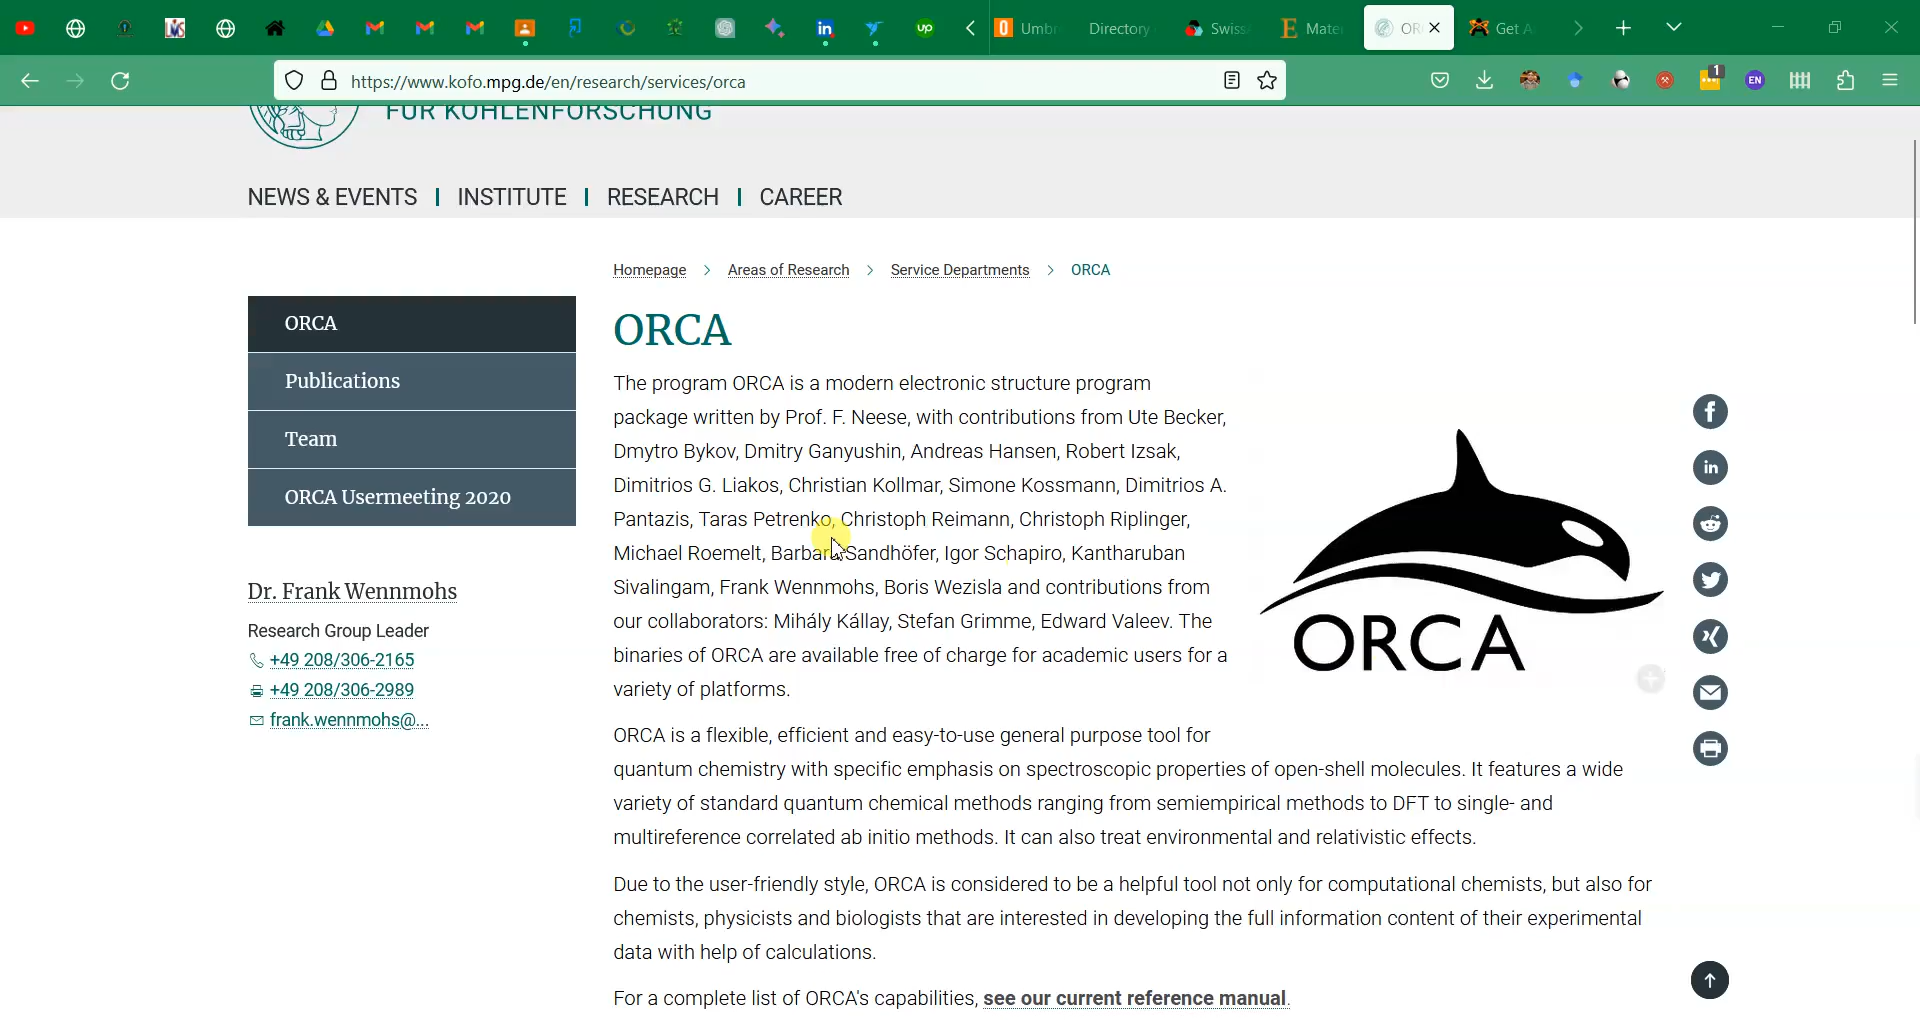 Umb
Directory
Swiss
Mate
OR
Get A
https://www.kofo.mpg.de/en/research/services/orca
1
EN
FÜR KOHLENFORSCHUNG
NEWS & EVENTS | INSTITUTE | RESEARCH | CAREER
Homepage > Areas of Research > Service Departments > ORCA
ORCA
Publications
Team
ORCA Usermeeting 2020
Dr. Frank Wennmohs
Research Group Leader
+49 208/306-2165
+49 208/306-2989
frank.wennmohs@...
ORCA
The program ORCA is a modern electronic structure program
package written by Prof. F. Neese, with contributions from Ute Becker,
Dmytro Bykov, Dmitry Ganyushin, Andreas Hansen, Robert Izsak,
Dimitrios G. Liakos, Christian Kollmar, Simone Kossmann, Dimitrios A.
Pantazis, Taras Petrenko, Christoph Reimann, Christoph Riplinger,
Michael Roemelt, Barbara Sandhöfer, Igor Schapiro, Kantharuban
Sivalingam, Frank Wennmohs, Boris Wezisla and contributions from
our collaborators: Mihály Kállay, Stefan Grimme, Edward Valeev. The
binaries of ORCA are available free of charge for academic users for a
variety of platforms.
ORCA
ORCA is a flexible, efficient and easy-to-use general purpose tool for
quantum chemistry with specific emphasis on spectroscopic properties of open-shell molecules. It features a wide
variety of standard quantum chemical methods ranging from semiempirical methods to DFT to single- and
multireference correlated ab initio methods. It can also treat environmental and relativistic effects.
Due to the user-friendly style, ORCA is considered to be a helpful tool not only for computational chemists, but also for
chemists, physicists and biologists that are interested in developing the full information content of their experimental
data with help of calculations.
For a complete list of ORCA's capabilities, see our current reference manual.